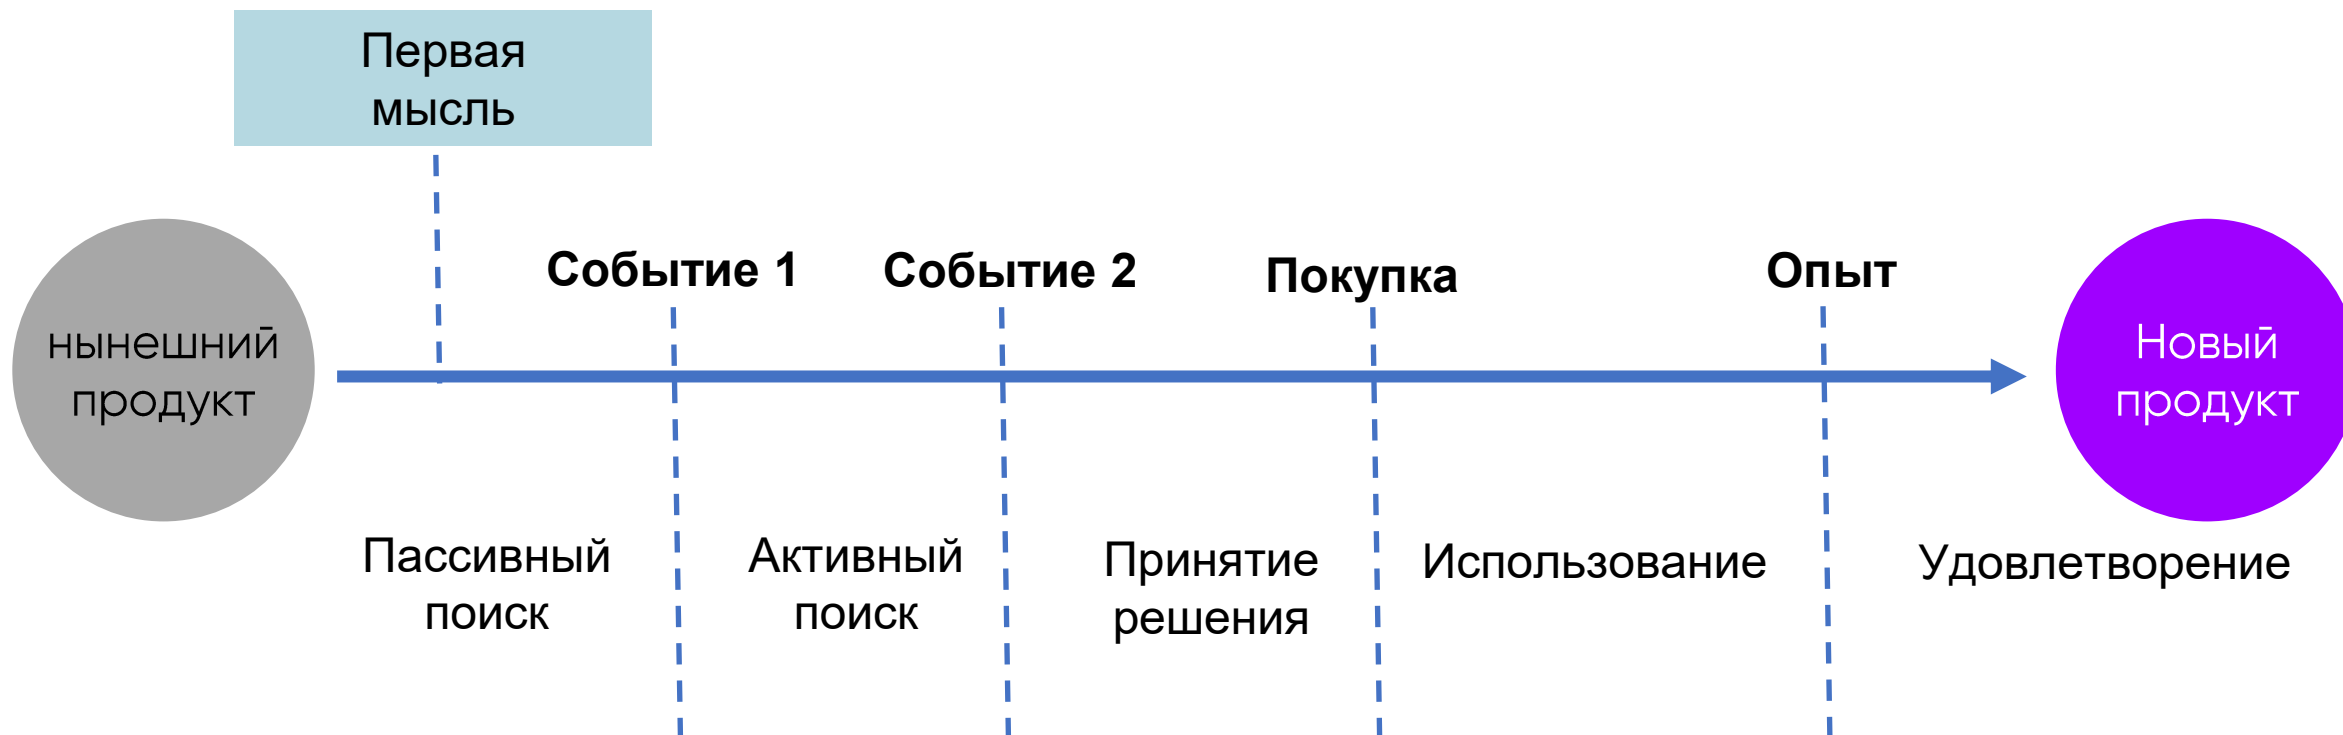 Первая
мысль
Событие 1
Событие 2
Покупка
Опыт
нынешний
продукт
Новый
продукт
Пассивный
поиск
Активный
поиск
Принятие
решения
Использование
Удовлетворение